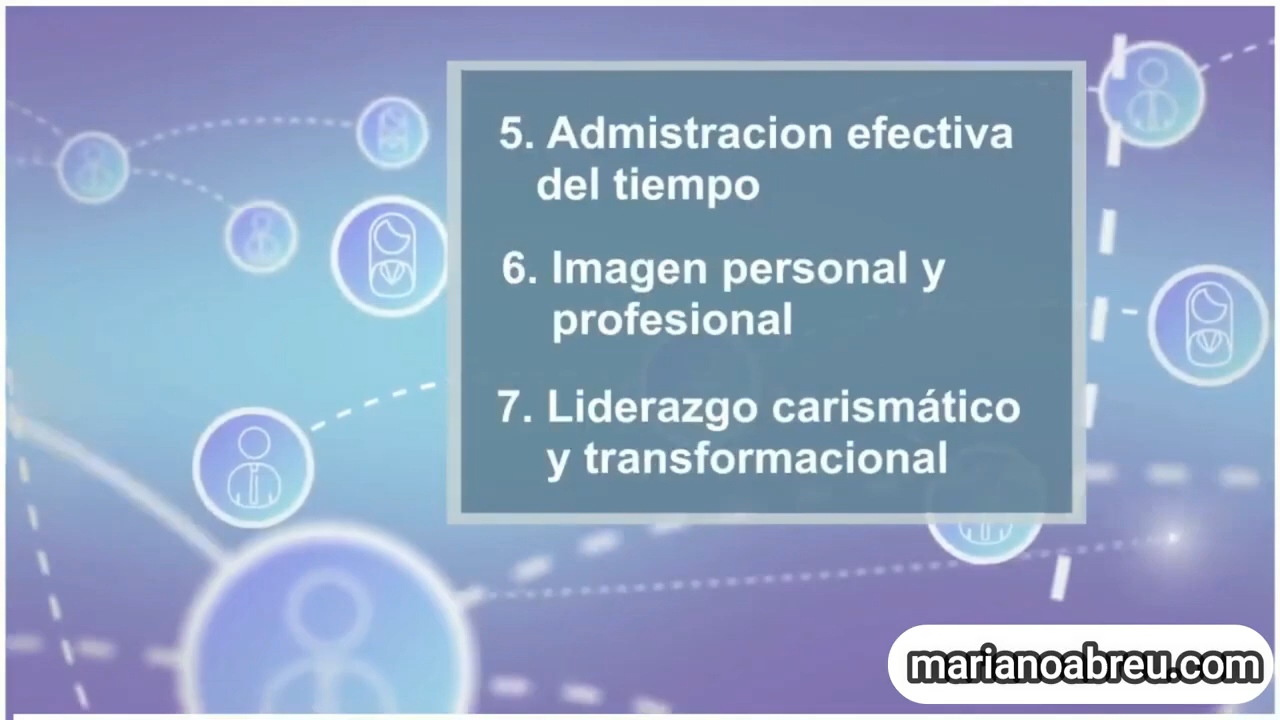 5. Admistracion efectiva
del tiempo
6. Imagen personal y
profesional
7. Liderazgo carismático
y transformacional
marianoabreu.com